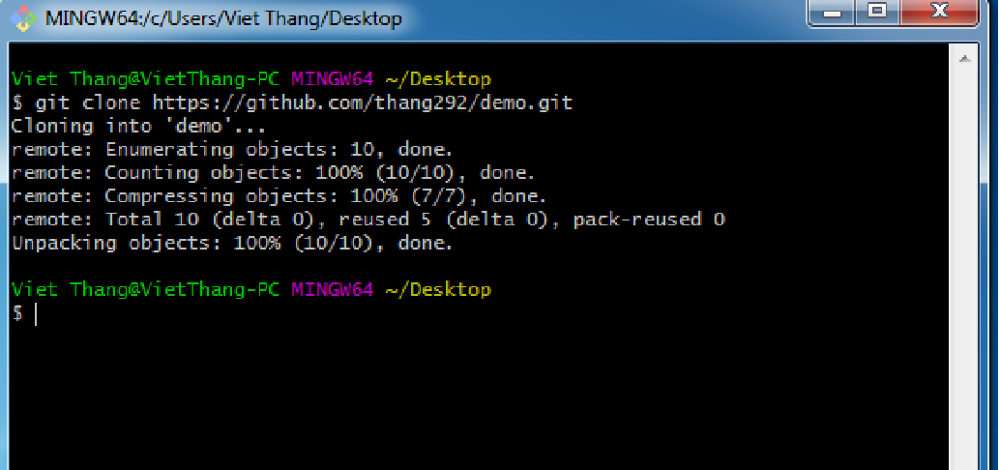 MINGW64:/c/Users/Viet Thang/Desktop
Viet Thang@VietThang-PC MINGW64 ~/Desktop
$ git clone https://github.com/thang292/demo.git
Cloning into 'demo'...
remote: Enumerating objects: 10, done.
remote: Counting objects: 100% (10/10), done.
remote: Compressing objects: 100% (7/7), done.
remote: Total 10 (delta 0), reused 5 (delta 0), pack-reused 0
Unpacking objects: 100% (10/10), done.
Viet Thang@VietThang-PC MINGW64 ~/Desktop
$